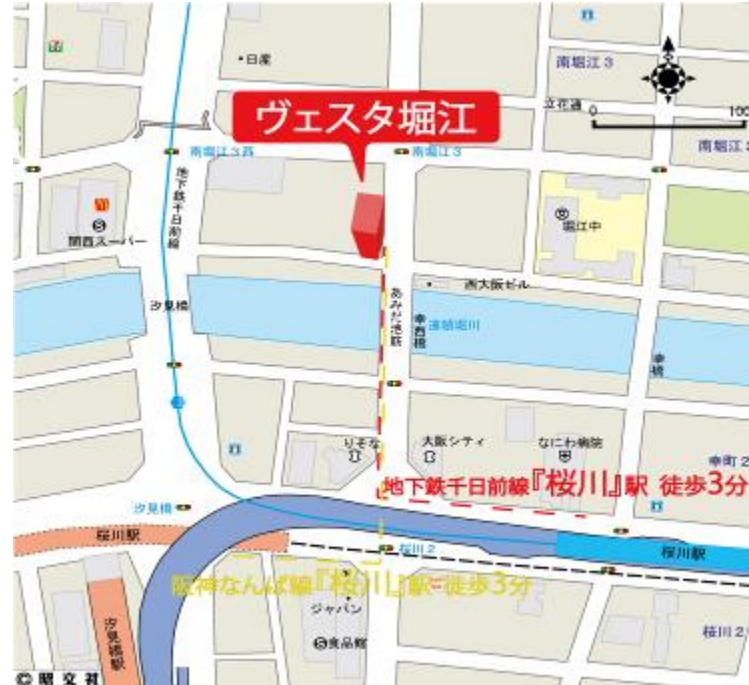 日産
南堀江3
立花通
0
100
ヴェスタ堀江
南堀江3西
南堀江3
南堀江2
地下鉄千日前線
堀江中
関西スーパー
西大阪ビル
汐見橋
あみだ池筋
幸西橋
道頓堀川
幸橋
りそな
大阪シティ
なにわ病院
幸町2
地下鉄千日前線『桜川』駅 徒歩3分
汐見橋
桜川駅
桜川2
桜川駅
阪神なんば線『桜川』駅 徒歩3分
ジャパン
汐見橋駅
食品館
桜川2
© 昭文社